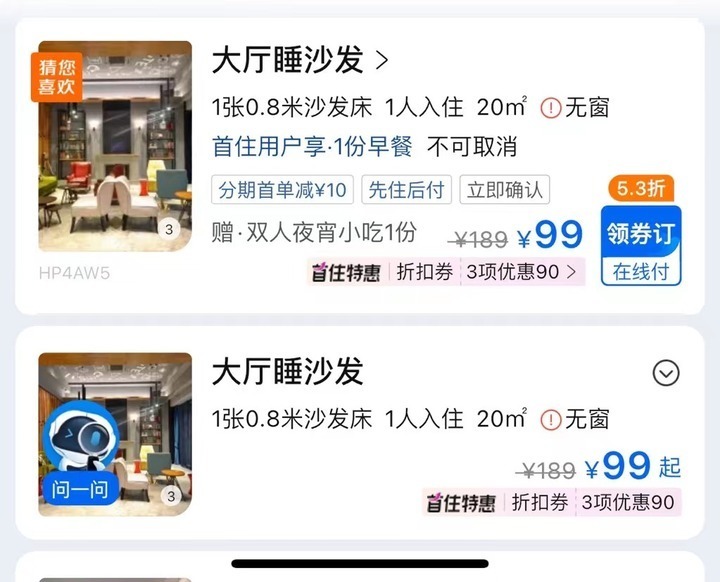 猜您
喜欢
大厅睡沙发 >
1张0.8米沙发床 1人入住 20㎡ 无窗
首住用户享·1份早餐 不可取消
分期首单减¥10 先住后付 立即确认
赠·双人夜宵小吃1份 ¥189 ¥99
5.3折
领券订
在线付
首住特惠 折扣券 3项优惠90 >
3
HP4AW5
大厅睡沙发
1张0.8米沙发床 1人入住 20㎡ 无窗
¥189 ¥99 起
首住特惠 折扣券 3项优惠90
问一问
3